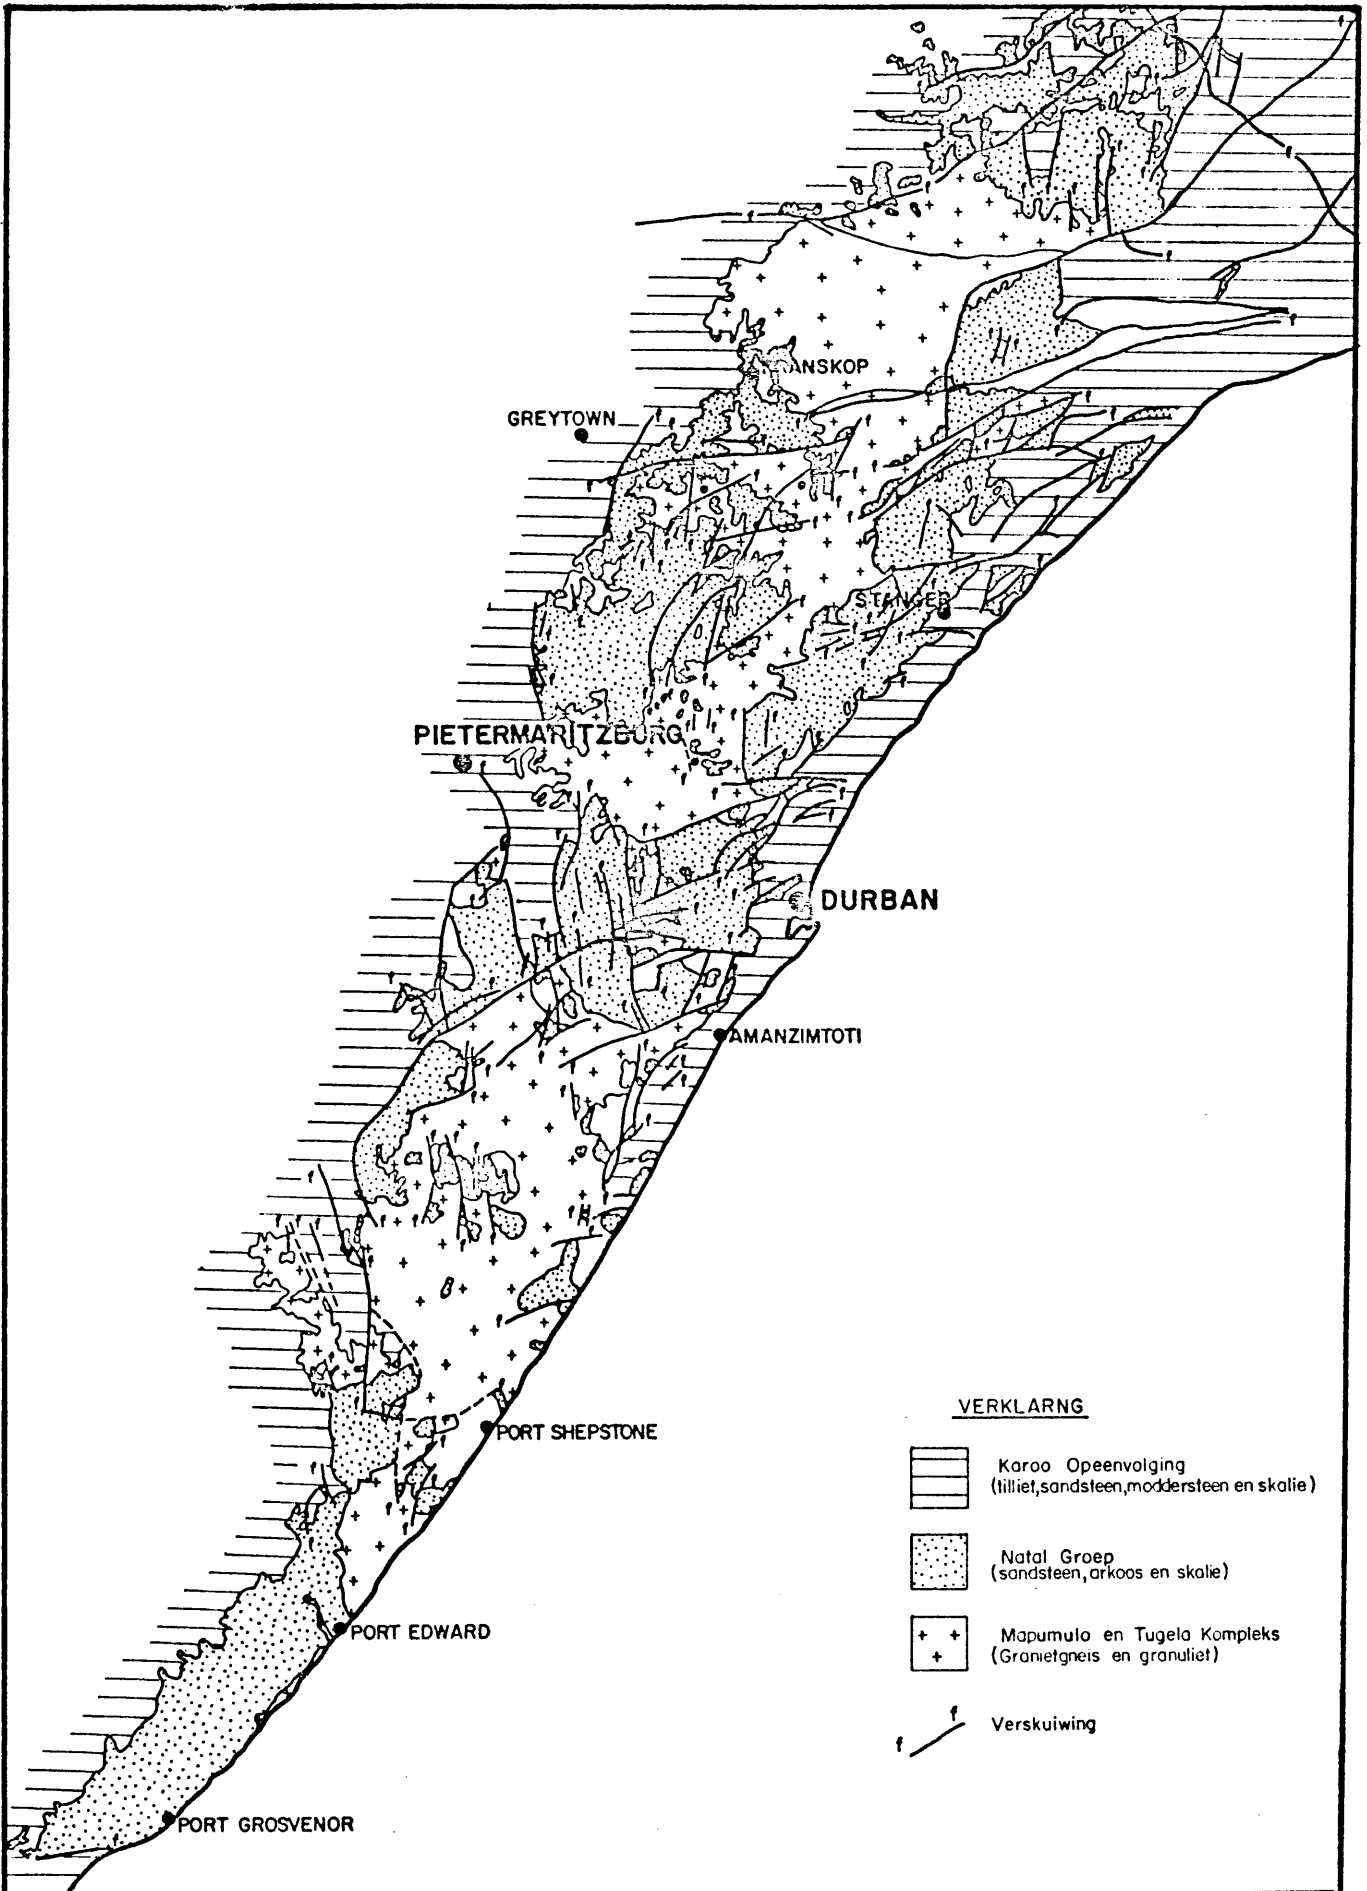 GREYTOWN
STANGER
PIETERMARITZBURG
DURBAN
AMANZIMTOTI
PORT SHEPSTONE
PORT EDWARD
PORT GROSVENOR
VERKLARNG
Karoo Opeenvolging
(tilliet,sandsteen,moddersteen en skalie)
Natal Groep
(sandsteen,arkoos en skalie)
Mapumulo en Tugela Kompleks
(Granietgneis en granuliet)
f
f
Verskuiwing